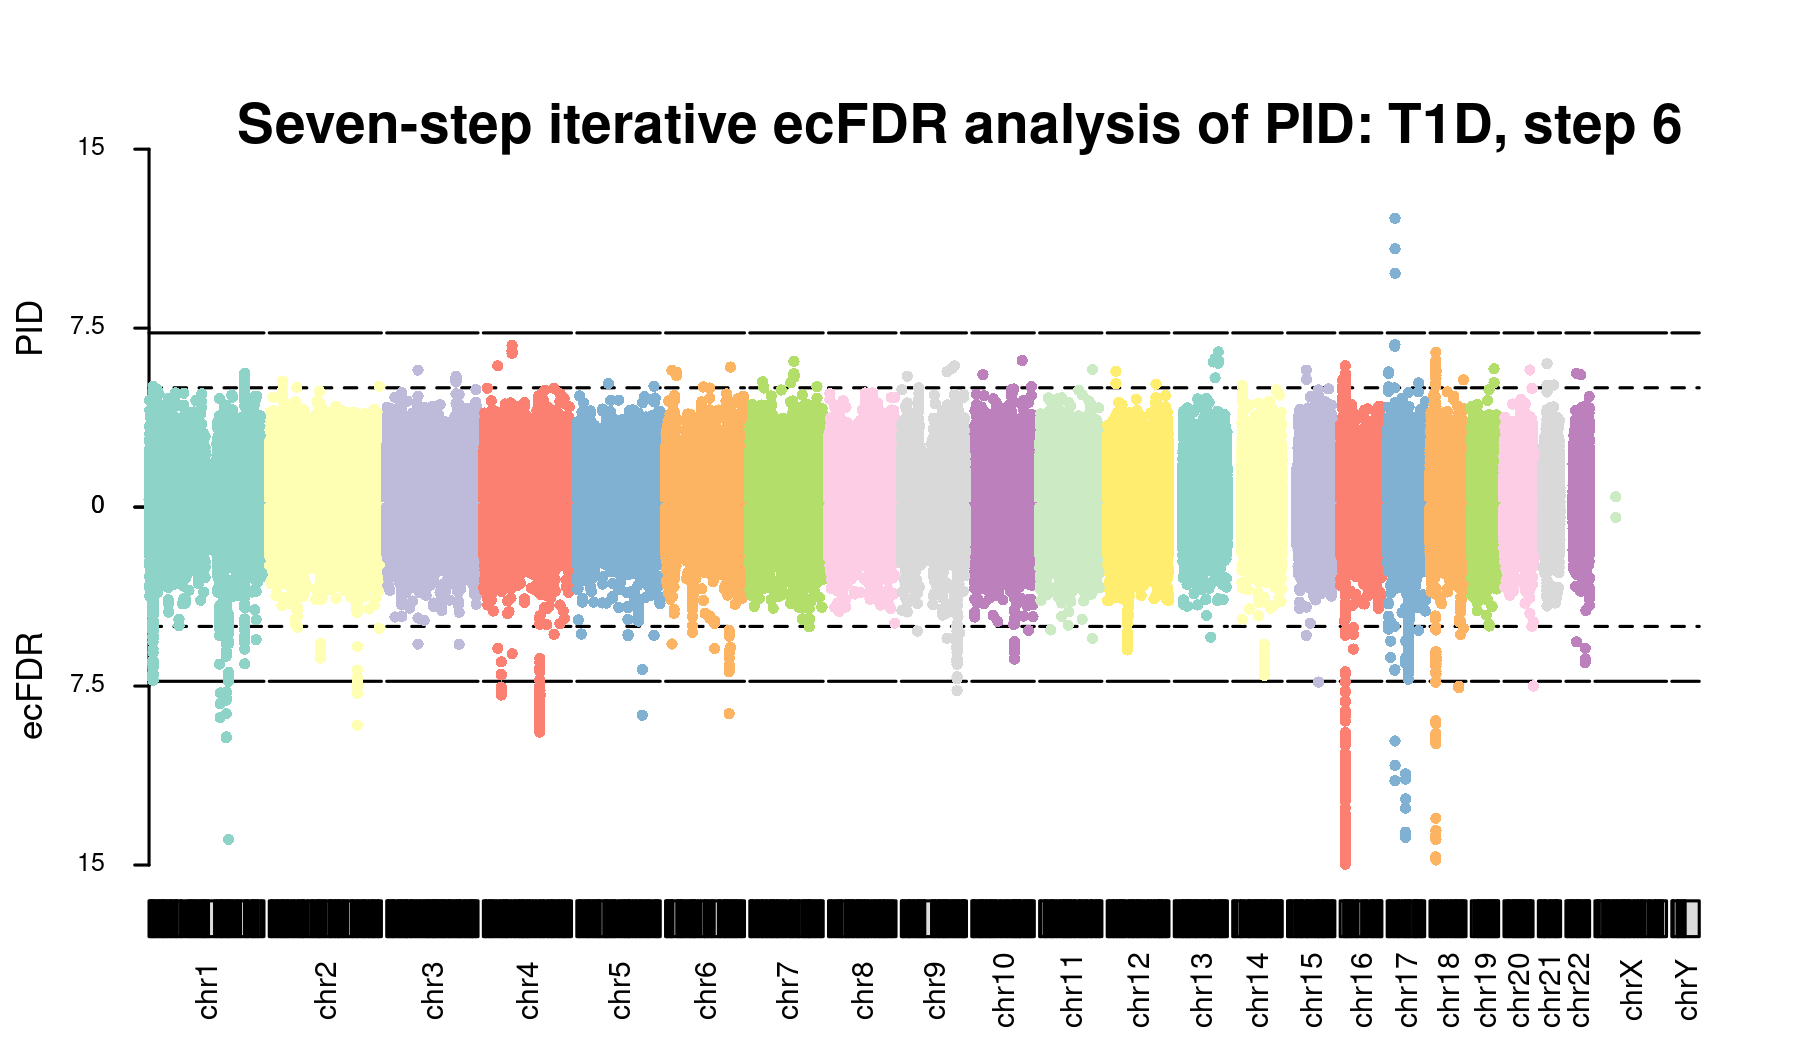 Seven-step iterative ecFDR analysis of PID: T1D, step 6
15
7.5
0
7.5
15
PID
ecFDR
chr1
chr2
chr3
chr4
chr5
chr6
chr7
chr8
chr9
chr10
chr11
chr12
chr13
chr14
chr15
chr16
chr17
chr18
chr19
chr20
chr21
chr22
chrX
chrY